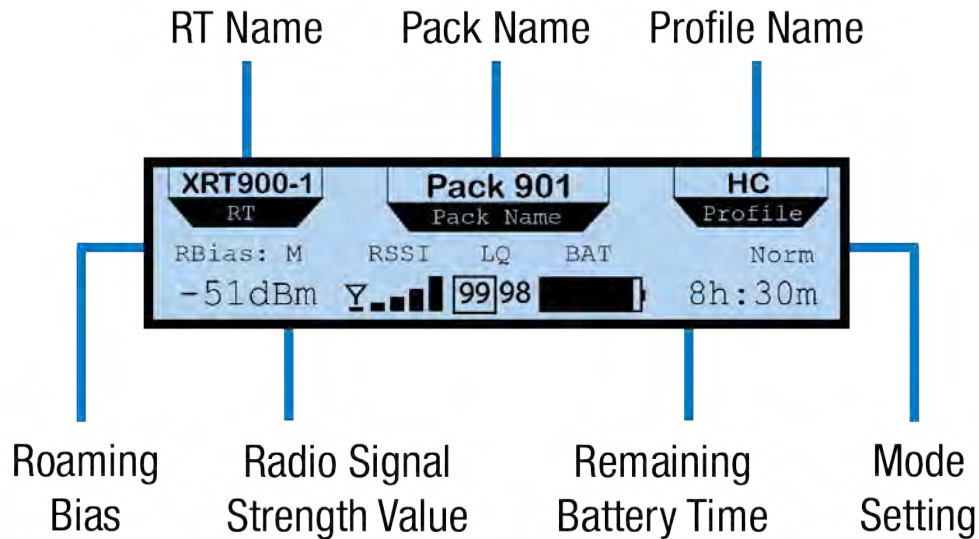 RT Name Pack Name Profile Name
XRT900-1 Pack 901 HC
RT Pack Name Profile
RBias: M RSSI LQ BAT Norm
-51dBm 99 98 8h:30m
Roaming Radio Signal Remaining Mode
Bias Strength Value Battery Time Setting